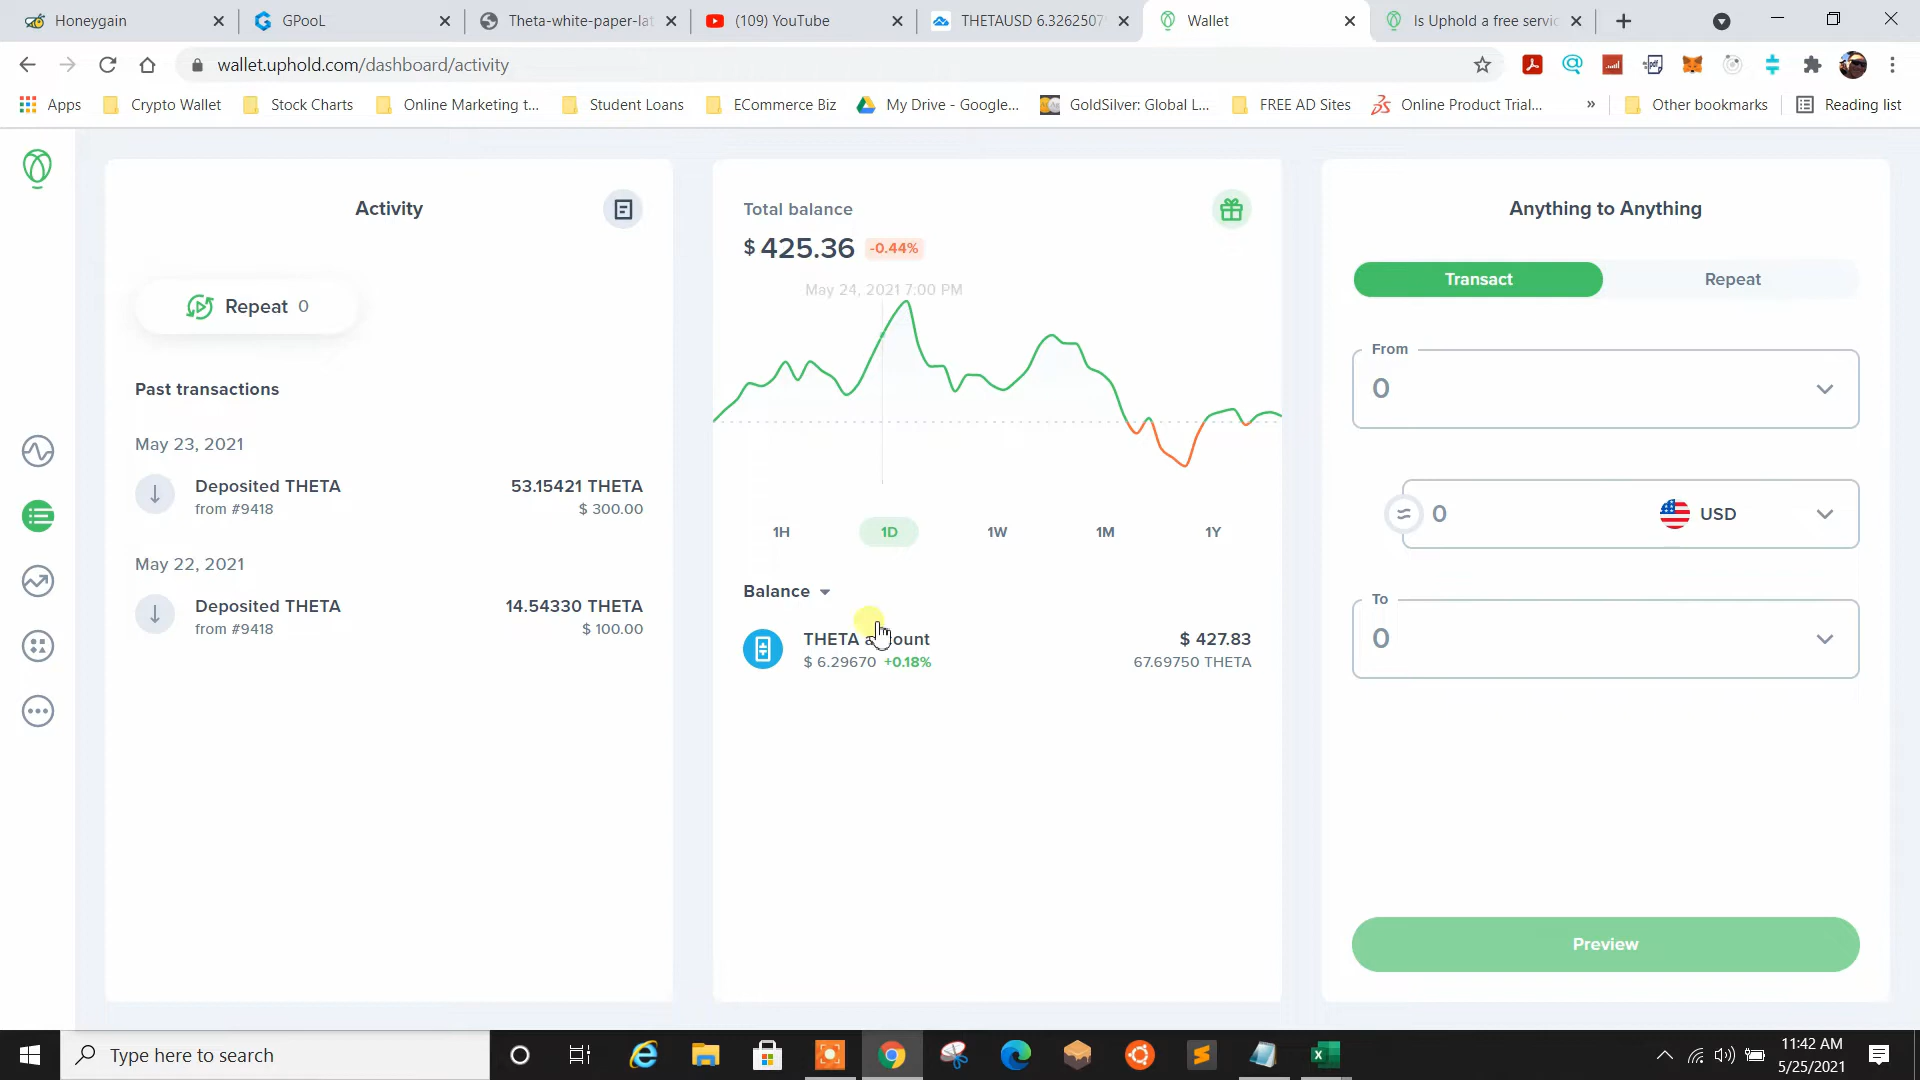 Honeygain
GPooL
Theta-white-paper-lat
(109) YouTube
THETAUSD 6.3262507
Wallet
Is Uphold a free servic
wallet.uphold.com/dashboard/activity
Apps
Crypto Wallet
Stock Charts
Online Marketing t...
Student Loans
ECommerce Biz
My Drive - Google...
GoldSilver: Global L...
FREE AD Sites
Online Product Trial...
»
Other bookmarks
Reading list
Activity
Repeat 0
Past transactions
May 23, 2021
Deposited THETA 53.15421 THETA
from #9418 $ 300.00
May 22, 2021
Deposited THETA 14.54330 THETA
from #9418 $ 100.00
Total balance
$ 425.36 -0.44%
May 24, 2021 7:00 PM
1H 1D 1W 1M 1Y
Balance
THETA account $ 427.83
$ 6.29670 +0.18% 67.69750 THETA
Anything to Anything
Transact Repeat
From
0
≈ 0 USD
To
0
Preview
Type here to search
11:42 AM
5/25/2021